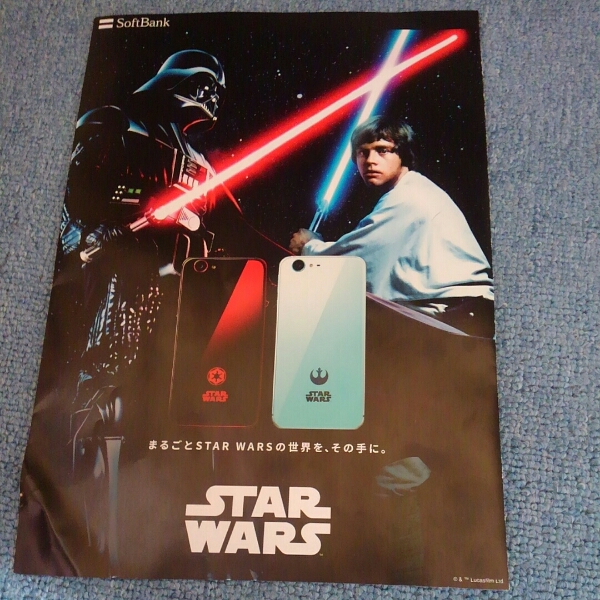 SoftBank
STAR
WARS
STAR
WARS
まるごとSTAR WARSの世界を、その手に。
STAR
WARS
© & ™ Lucasfilm Ltd